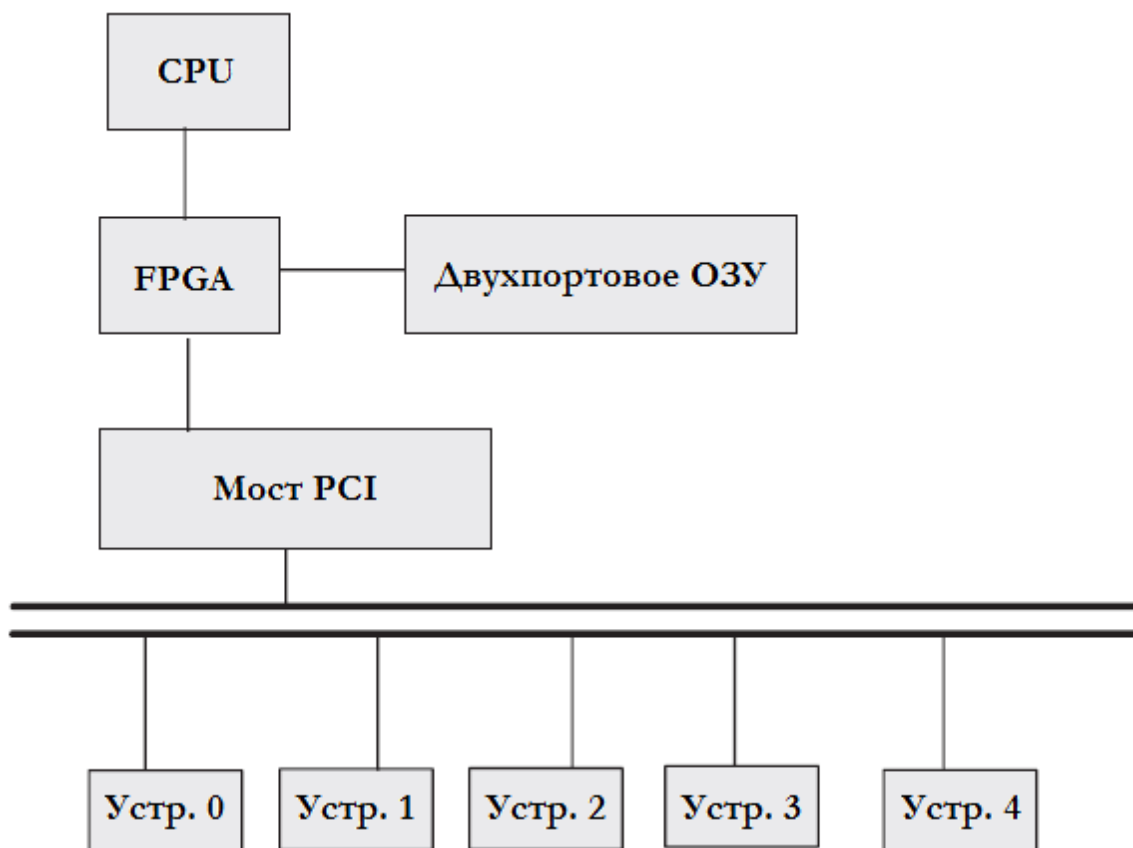 CPU
FPGA
Двухпортовое ОЗУ
Мост PCI
Устр. 0
Устр. 1
Устр. 2
Устр. 3
Устр. 4